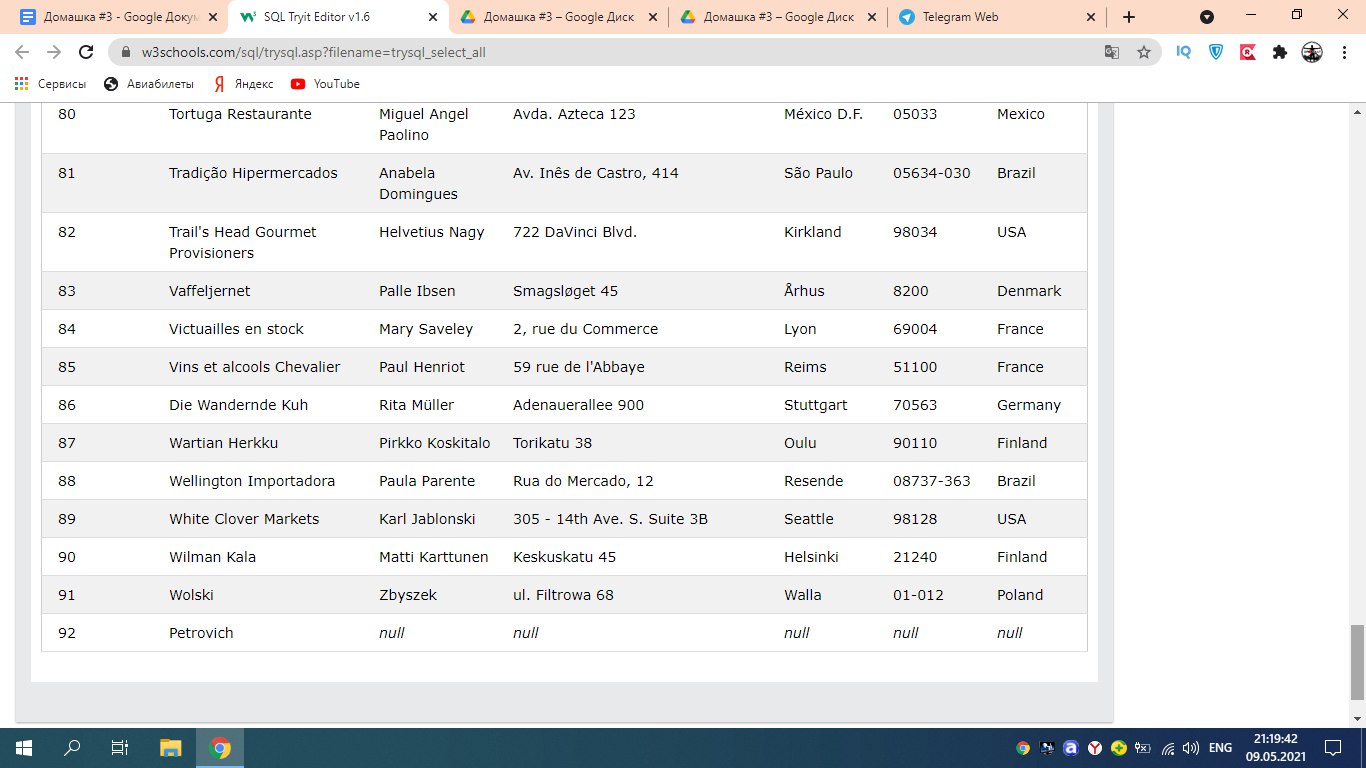 Домашка #3 - Google Докум
SQL Tryit Editor v1.6
Домашка #3 – Google Диск
Домашка #3 – Google Диск
Telegram Web
w3schools.com/sql/trysql.asp?filename=trysql_select_all
IQ
Сервисы
Авиабилеты
Яндекс
YouTube
80 Tortuga Restaurante Miguel Angel Paolino Avda. Azteca 123 México D.F. 05033 Mexico
81 Tradição Hipermercados Anabela Domingues Av. Inês de Castro, 414 São Paulo 05634-030 Brazil
82 Trail's Head Gourmet Provisioners Helvetius Nagy 722 DaVinci Blvd. Kirkland 98034 USA
83 Vaffeljernet Palle Ibsen Smagsløget 45 Århus 8200 Denmark
84 Victuailles en stock Mary Saveley 2, rue du Commerce Lyon 69004 France
85 Vins et alcools Chevalier Paul Henriot 59 rue de l'Abbaye Reims 51100 France
86 Die Wandernde Kuh Rita Müller Adenauerallee 900 Stuttgart 70563 Germany
87 Wartian Herkku Pirkko Koskitalo Torikatu 38 Oulu 90110 Finland
88 Wellington Importadora Paula Parente Rua do Mercado, 12 Resende 08737-363 Brazil
89 White Clover Markets Karl Jablonski 305 - 14th Ave. S. Suite 3B Seattle 98128 USA
90 Wilman Kala Matti Karttunen Keskuskatu 45 Helsinki 21240 Finland
91 Wolski Zbyszek ul. Filtrowa 68 Walla 01-012 Poland
92 Petrovich null null null null null
ENG
21:19:42
09.05.2021